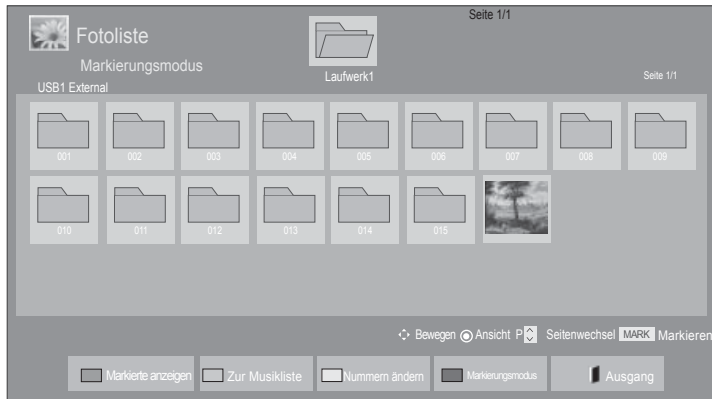 Seite 1/1
Fotoliste
Markierungsmodus
Laufwerk1
Seite 1/1
USB1 External
001 002 003 004 005 006 007 008 009
010 011 012 013 014 015
Bewegen Ansicht P Seitenwechsel MARK Markieren
Markierte anzeigen Zur Musikliste Nummern ändern Markierungsmodus Ausgang